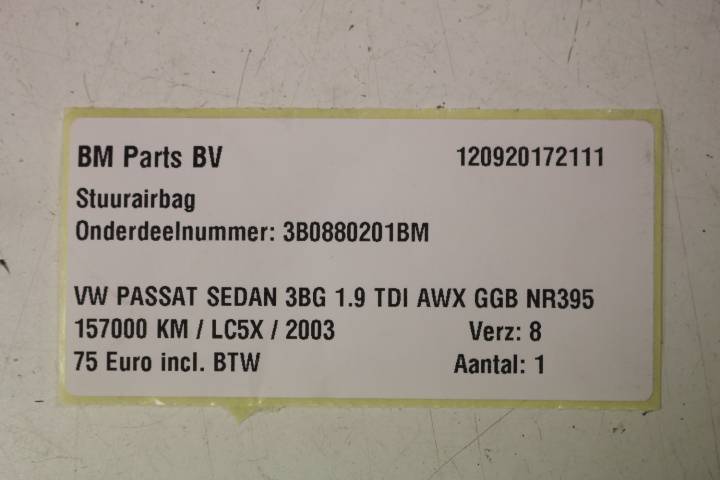 BM Parts BV 120920172111
Stuurairbag
Onderdeelnummer: 3B0880201BM
VW PASSAT SEDAN 3BG 1.9 TDI AWX GGB NR395
157000 KM / LC5X / 2003 Verz: 8
75 Euro incl. BTW Aantal: 1